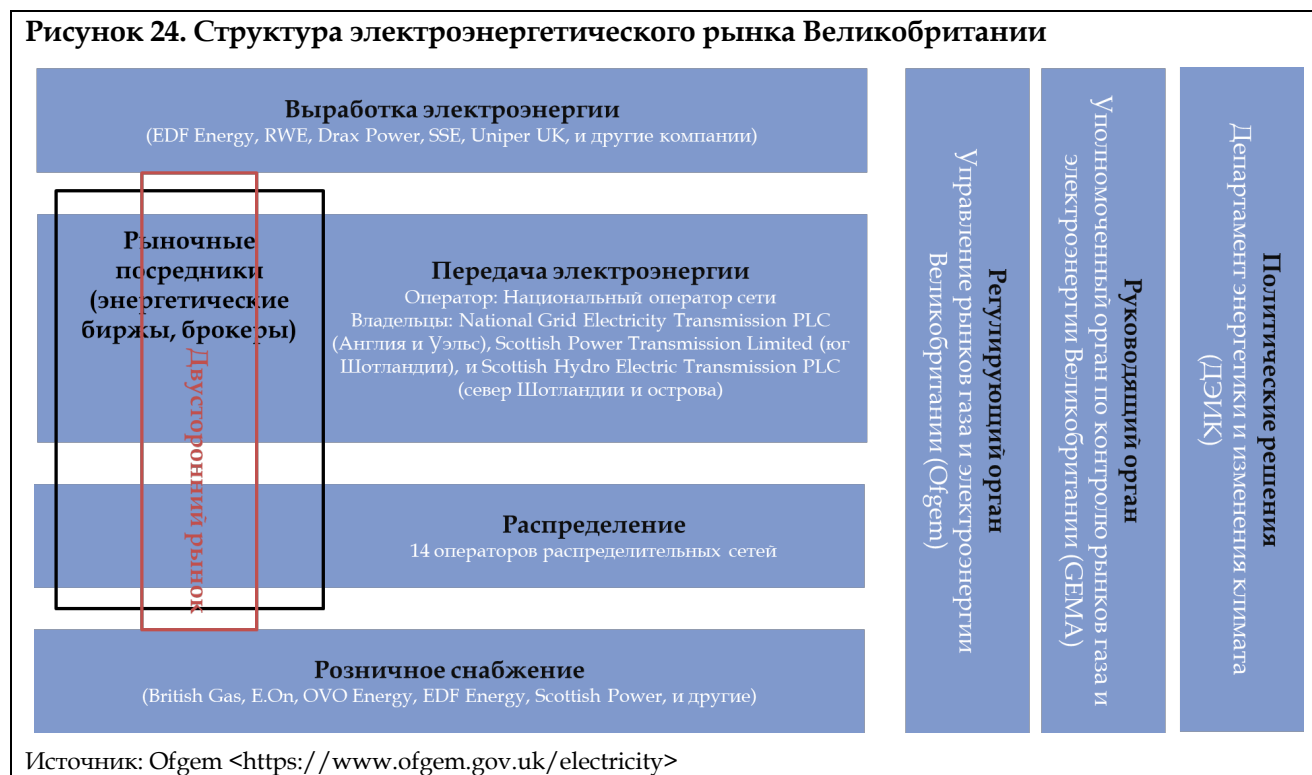 Рисунок 24. Структура электроэнергетического рынка Великобритании
Выработка электроэнергии
(EDF Energy, RWE, Drax Power, SSE, Uniper UK, и другие компании)
Рыночные
посредники
(энергетические
биржы, брокеры)
Двусторонний рынок
Передача электроэнергии
Оператор: Национальный оператор сети
Владельцы: National Grid Electricity Transmission PLC
(Англия и Уэльс), Scottish Power Transmission Limited (юг
Шотландии), и Scottish Hydro Electric Transmission PLC
(север Шотландии и острова)
Распределение
14 операторов распределительных сетей
Розничное снабжение
(British Gas, E.On, OVO Energy, EDF Energy, Scottish Power, и другие)
Регулирующий орган
Управление рынков газа и электроэнергии
Великобритании (Ofgem)
Руководящий орган
Уполномоченный орган по контролю рынков газа и
электроэнергии Великобритании (GEMA)
Политические решения
Департамент энергетики и изменения климата
(ДЭИК)
Источник: Ofgem <https://www.ofgem.gov.uk/electricity>